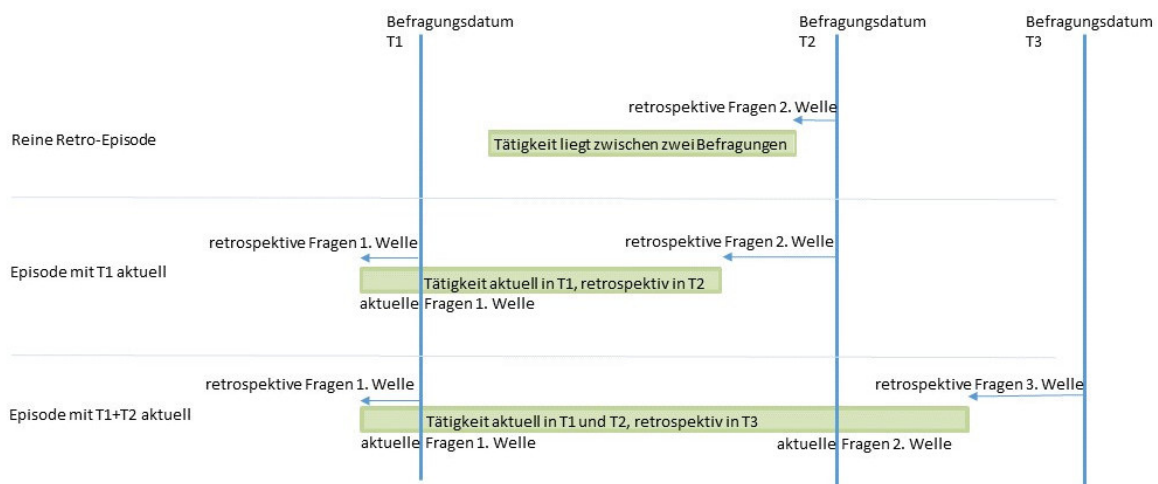 Befragungsdatum
T1
Befragungsdatum
T2
Befragungsdatum
T3
retrospektive Fragen 2. Welle
Reine Retro-Episode
Tätigkeit liegt zwischen zwei Befragungen
retrospektive Fragen 1. Welle
retrospektive Fragen 2. Welle
Episode mit T1 aktuell
Tätigkeit aktuell in T1, retrospektiv in T2
aktuelle Fragen 1. Welle
retrospektive Fragen 1. Welle
retrospektive Fragen 3. Welle
Episode mit T1+T2 aktuell
Tätigkeit aktuell in T1 und T2, retrospektiv in T3
aktuelle Fragen 1. Welle
aktuelle Fragen 2. Welle